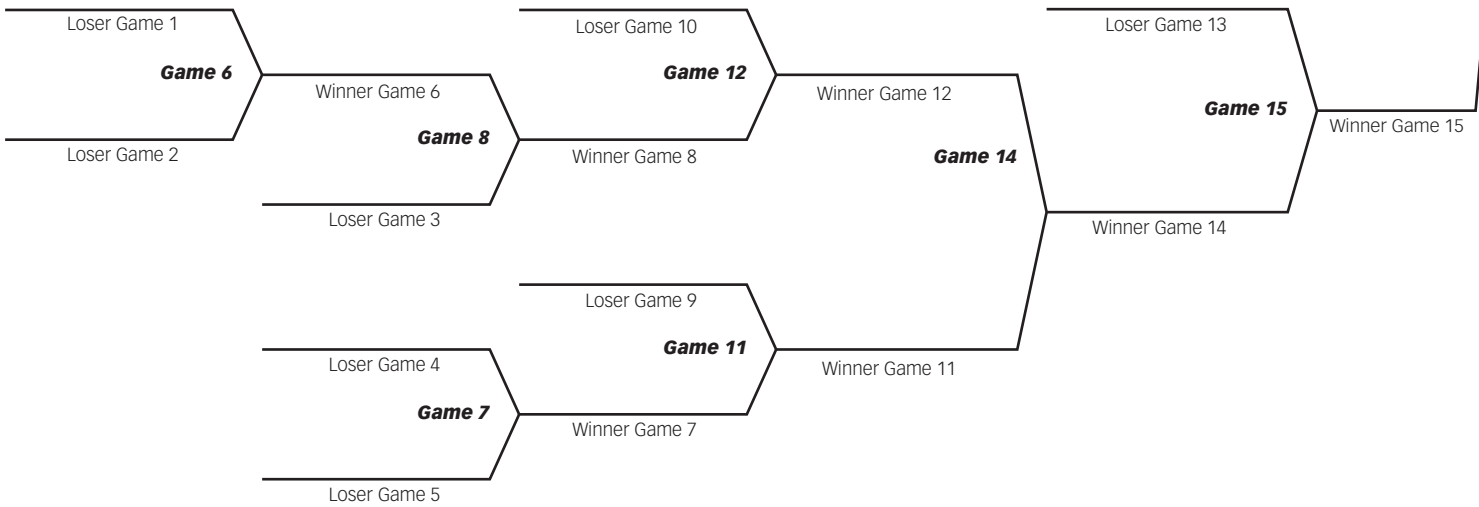 Loser Game 1
Game 6
Loser Game 2
Winner Game 6
Game 8
Loser Game 3
Loser Game 10
Game 12
Winner Game 8
Winner Game 12
Game 14
Loser Game 13
Game 15
Winner Game 15
Winner Game 14
Loser Game 9
Game 11
Winner Game 11
Loser Game 4
Game 7
Winner Game 7
Loser Game 5